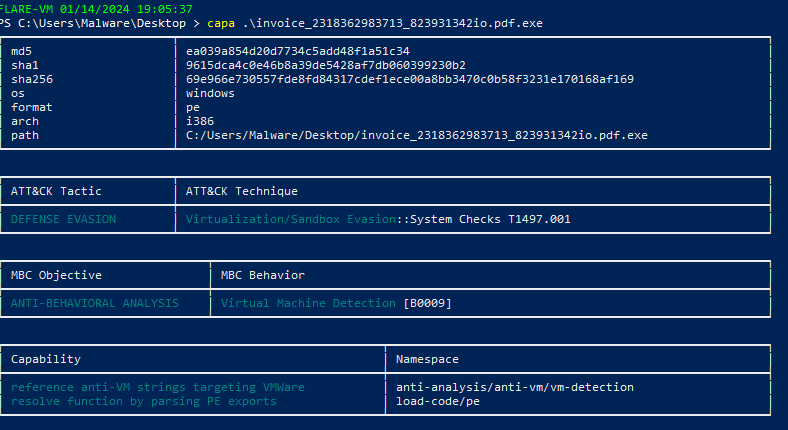 FLARE-VM 01/14/2024 19:05:37
PS C:\Users\Malware\Desktop > capa .\invoice_2318362983713_823931342io.pdf.exe
md5 ea039a854d20d7734c5add48f1a51c34
sha1 9615dca4c0e46b8a39de5428af7db060399230b2
sha256 69e966e730557fde8fd84317cdef1ece00a8bb3470c0b58f3231e170168af169
os windows
format pe
arch i386
path C:/Users/Malware/Desktop/invoice_2318362983713_823931342io.pdf.exe
ATT&CK Tactic ATT&CK Technique
DEFENSE EVASION Virtualization/Sandbox Evasion::System Checks T1497.001
MBC Objective MBC Behavior
ANTI-BEHAVIORAL ANALYSIS Virtual Machine Detection [B0009]
Capability Namespace
reference anti-VM strings targeting VMWare anti-analysis/anti-vm/vm-detection
resolve function by parsing PE exports load-code/pe